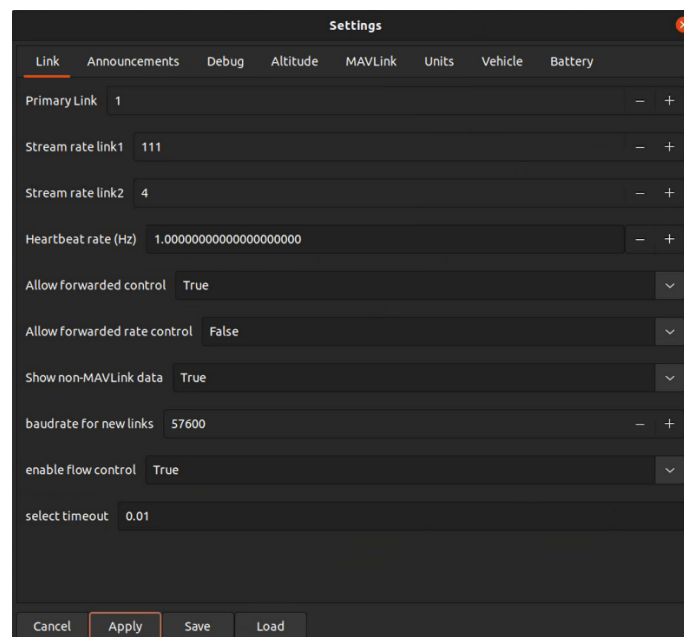 Settings
Link Announcements Debug Altitude MAVLink Units Vehicle Battery
Primary Link 1 − +
Stream rate link1 111 − +
Stream rate link2 4 − +
Heartbeat rate (Hz) 1.00000000000000000000 − +
Allow forwarded control True
Allow forwarded rate control False
Show non-MAVLink data True
baudrate for new links 57600 − +
enable flow control True
select timeout 0.01
Cancel Apply Save Load